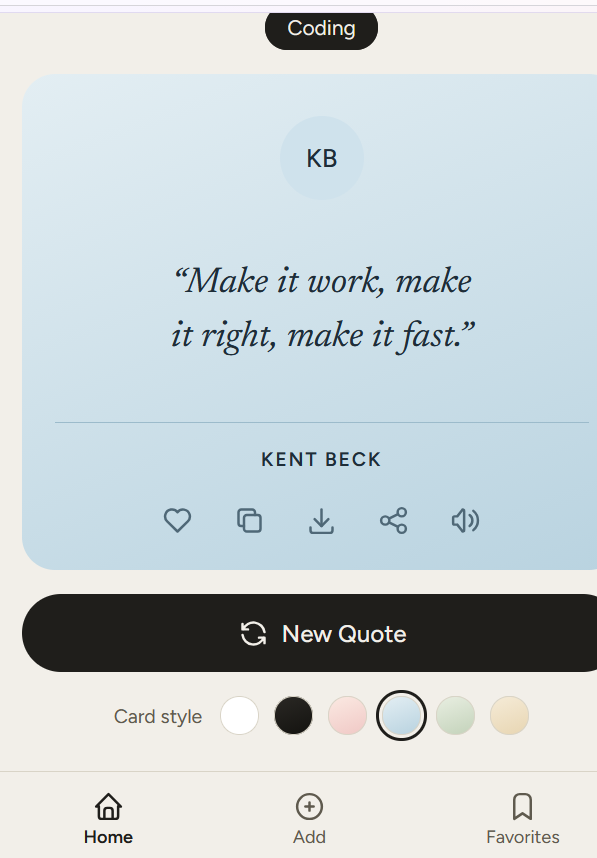 Coding
KB
“Make it work, make
it right, make it fast.”
KENT BECK
New Quote
Card style
Home
Add
Favorites